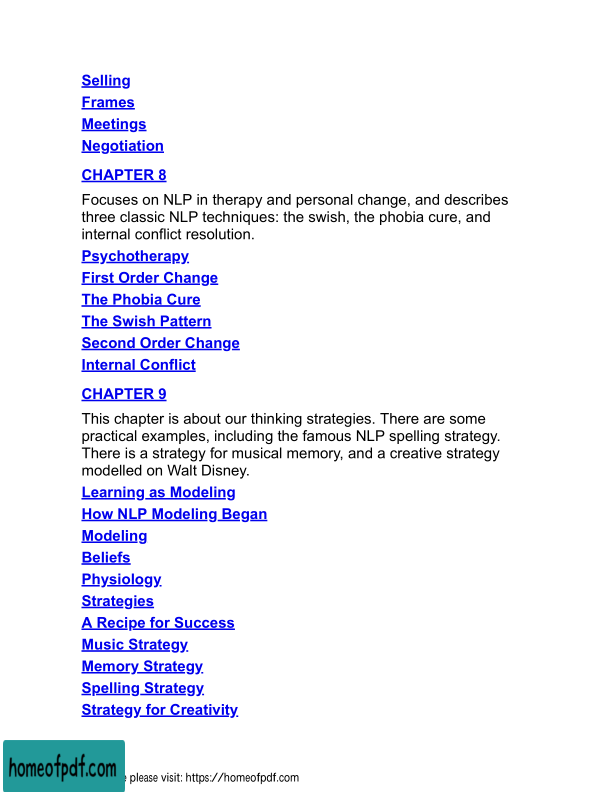 Selling
Frames
Meetings
Negotiation
CHAPTER 8
Focuses on NLP in therapy and personal change, and describes
three classic NLP techniques: the swish, the phobia cure, and
internal conflict resolution.
Psychotherapy
First Order Change
The Phobia Cure
The Swish Pattern
Second Order Change
Internal Conflict
CHAPTER 9
This chapter is about our thinking strategies. There are some
practical examples, including the famous NLP spelling strategy.
There is a strategy for musical memory, and a creative strategy
modelled on Walt Disney.
Learning as Modeling
How NLP Modeling Began
Modeling
Beliefs
Physiology
Strategies
A Recipe for Success
Music Strategy
Memory Strategy
Spelling Strategy
Strategy for Creativity
homeofpdf.com
please visit: https://homeofpdf.com